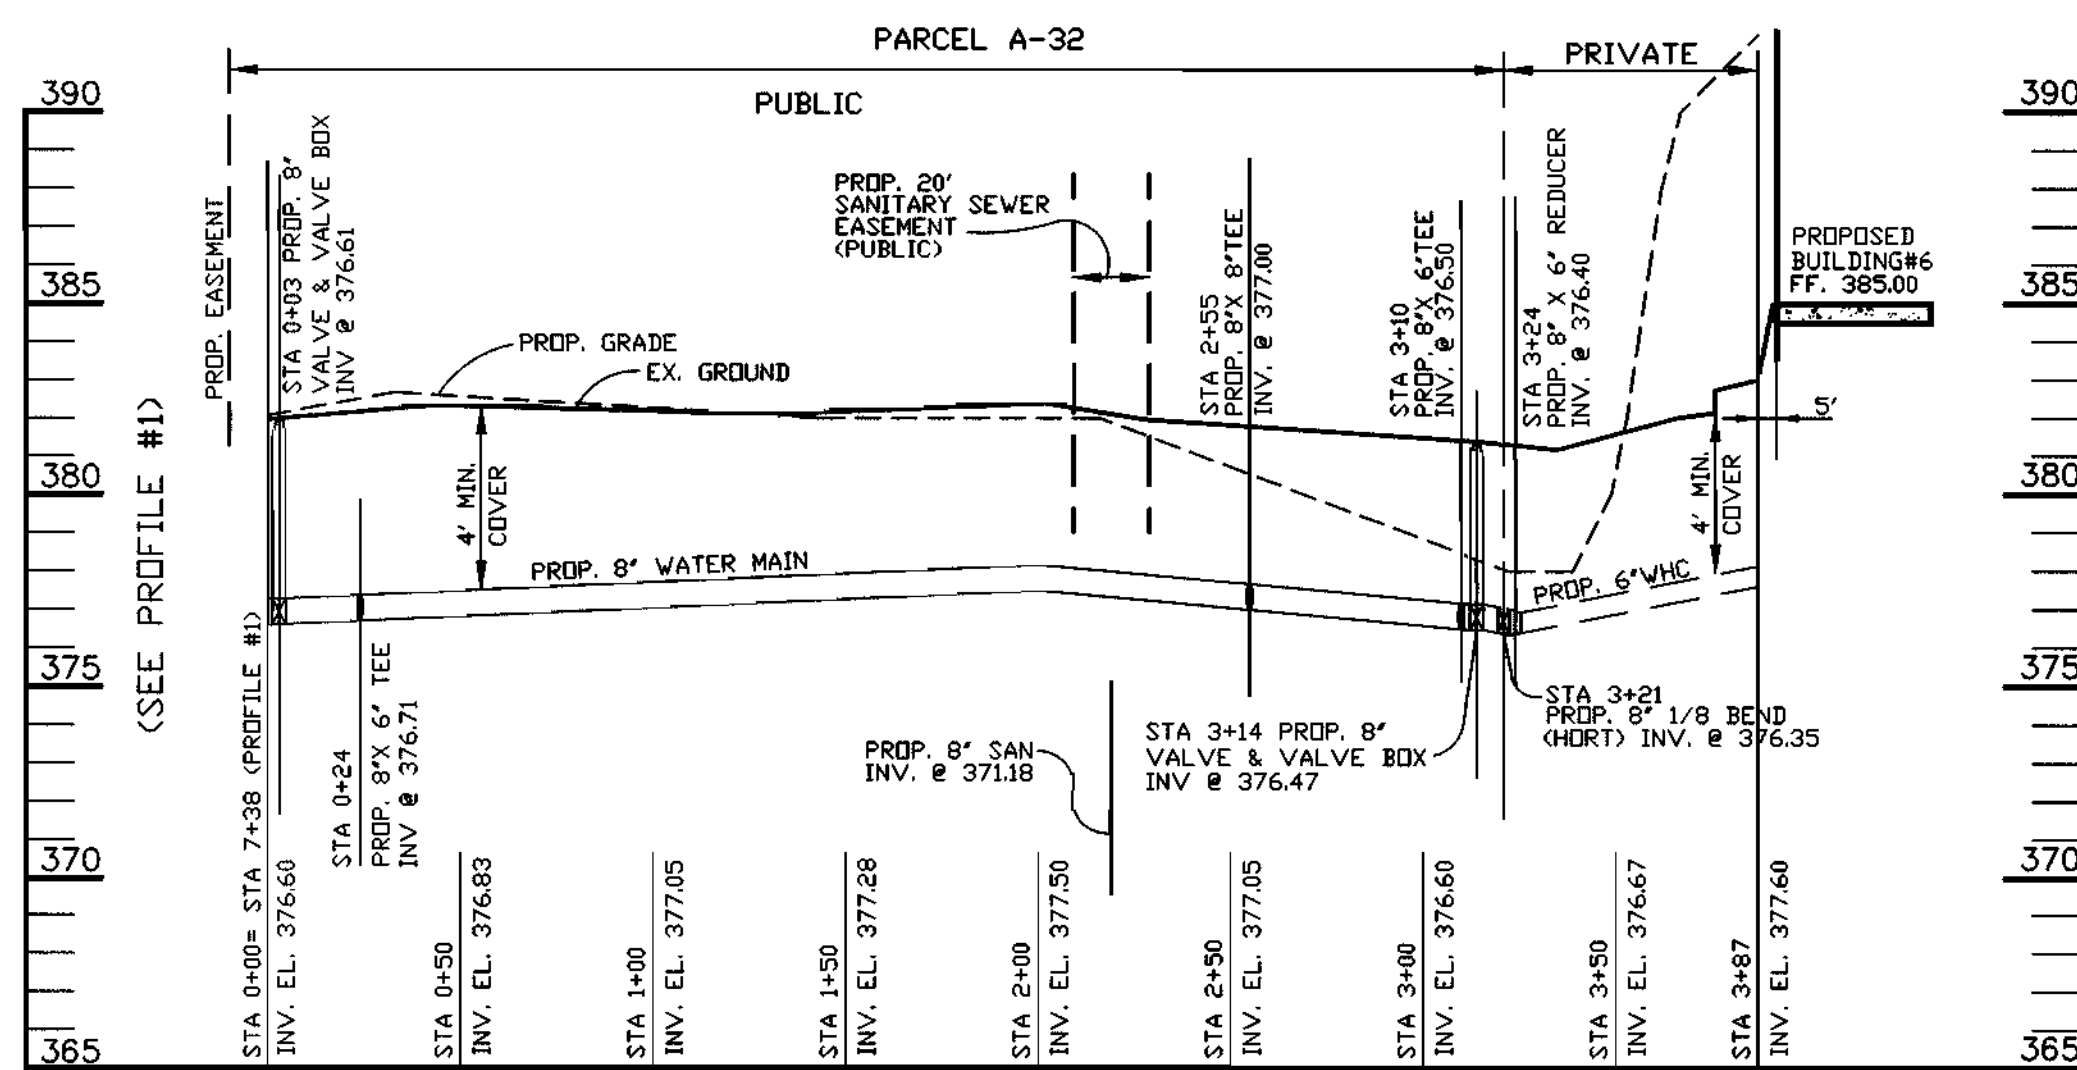 PARCEL A-32
PRIVATE
PUBLIC
390
385
380
375
370
365
390
385
380
375
370
365
(SEE PROFILE #1)
PROP. EASEMENT
STA 0+03 PROP. 8"
VALVE & VALVE BOX
INV @ 376.61
PROP. GRADE
EX. GROUND
PROP. 20'
SANITARY SEWER
EASEMENT
(PUBLIC)
STA 2+55
PROP. 8"X 8"TEE
INV. @ 377.00
STA 3+10
PROP. 8"X 6"TEE
INV. @ 376.50
STA 3+24
PROP. 8" X 6" REDUCER
INV. @ 376.40
PROPOSED
BUILDING#6
FF. 385.00
5'
4' MIN.
COVER
4' MIN.
COVER
PROP. 8" WATER MAIN
PROP. 6"WHC
STA 0+24
PROP. 8"X 6" TEE
INV @ 376.71
PROP. 8" SAN
INV. @ 371.18
STA 3+14 PROP. 8"
VALVE & VALVE BOX
INV @ 376.47
STA 3+21
PROP. 8" 1/8 BEND
(HORT) INV. @ 376.35
STA 0+00= STA 7+38 (PROFILE #1)
INV. EL. 376.60
STA 0+50
INV. EL. 376.83
STA 1+00
INV. EL. 377.05
STA 1+50
INV. EL. 377.28
STA 2+00
INV. EL. 377.50
STA 2+50
INV. EL. 377.05
STA 3+00
INV. EL. 376.60
STA 3+50
INV. EL. 376.67
STA 3+87
INV. EL. 377.60